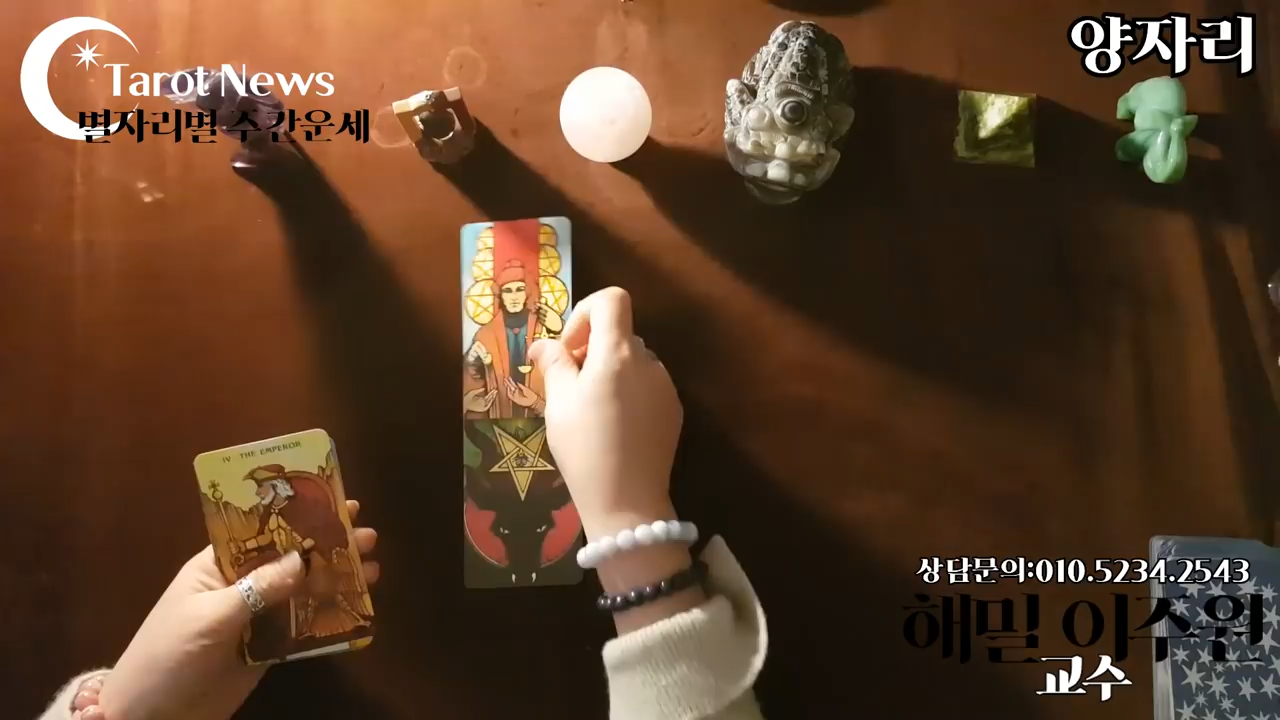 Tarot News
별자리별 주간운세
양자리
IV THE EMPEROR
상담문의:010.5234.2543
해밀 이주원
교수